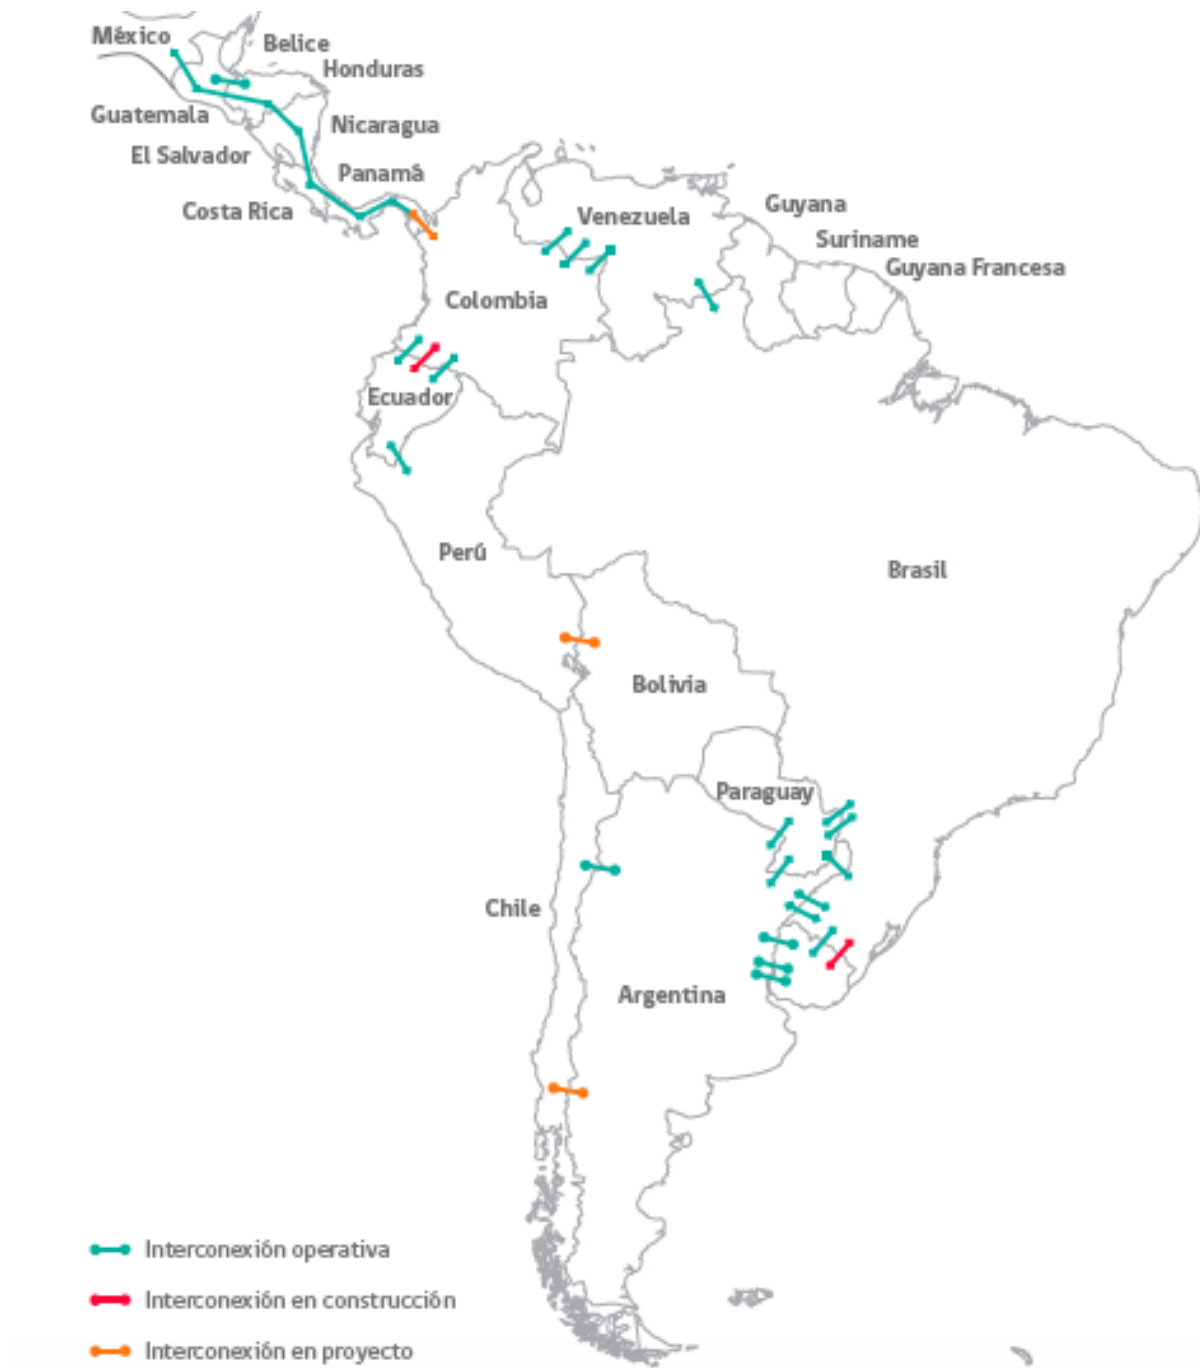 México
Belice
Honduras
Guatemala
Nicaragua
El Salvador
Panamá
Costa Rica
Venezuela
Guyana
Suriname
Guyana Francesa
Colombia
Ecuador
Perú
Brasil
Bolivia
Paraguay
Chile
Argentina
Interconexión operativa
Interconexión en construcción
Interconexión en proyecto